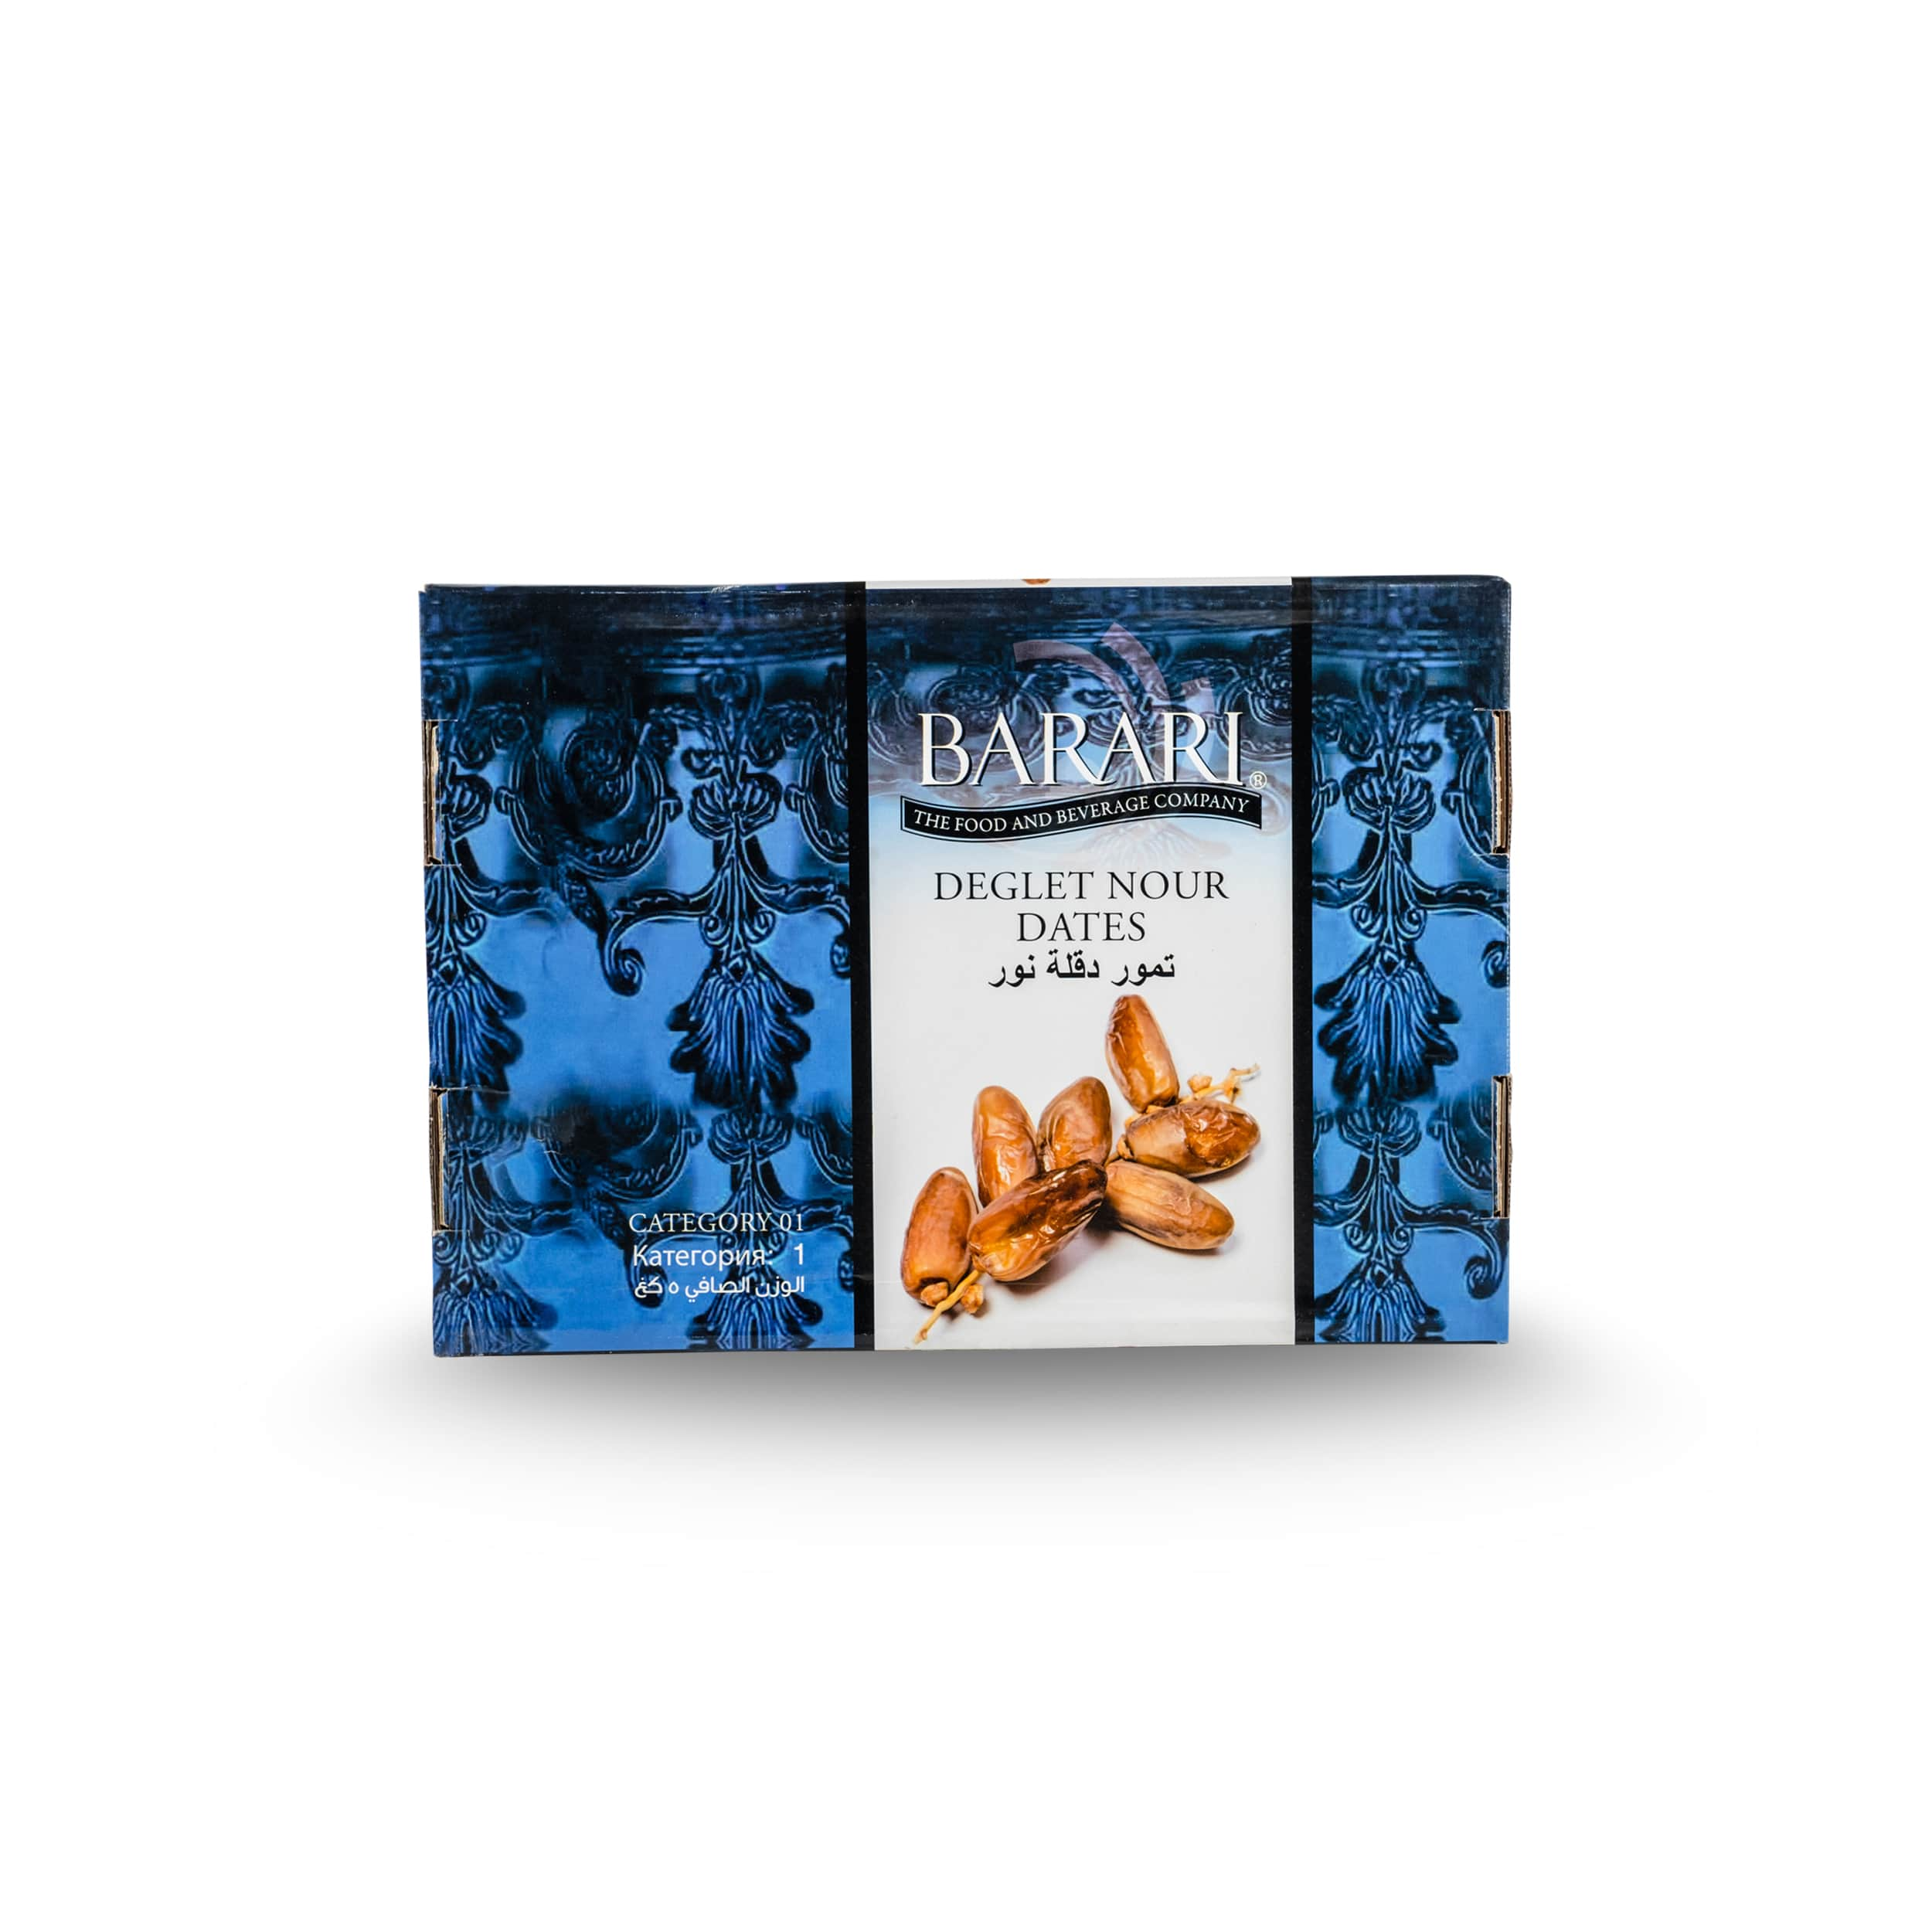 BARARI®
THE FOOD AND BEVERAGE COMPANY
DEGLET NOUR
DATES
تمور دقلة نور
CATEGORY 01
Категория: 1
الوزن الصافي ٥ كغ